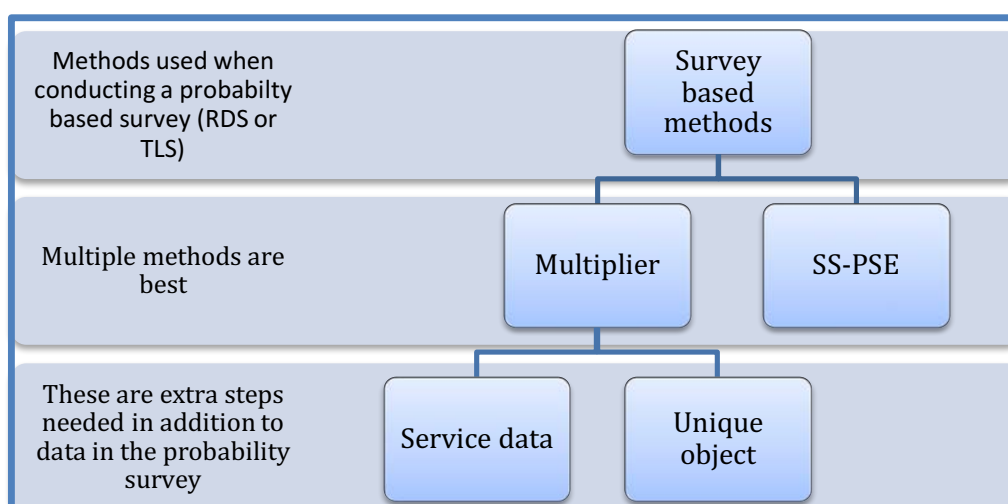 Methods used when
conducting a probabilty
based survey (RDS or
TLS)
Survey
based
methods
Multiple methods are
best
Multiplier
SS-PSE
These are extra steps
needed in addition to
data in the probability
survey
Service data
Unique
object